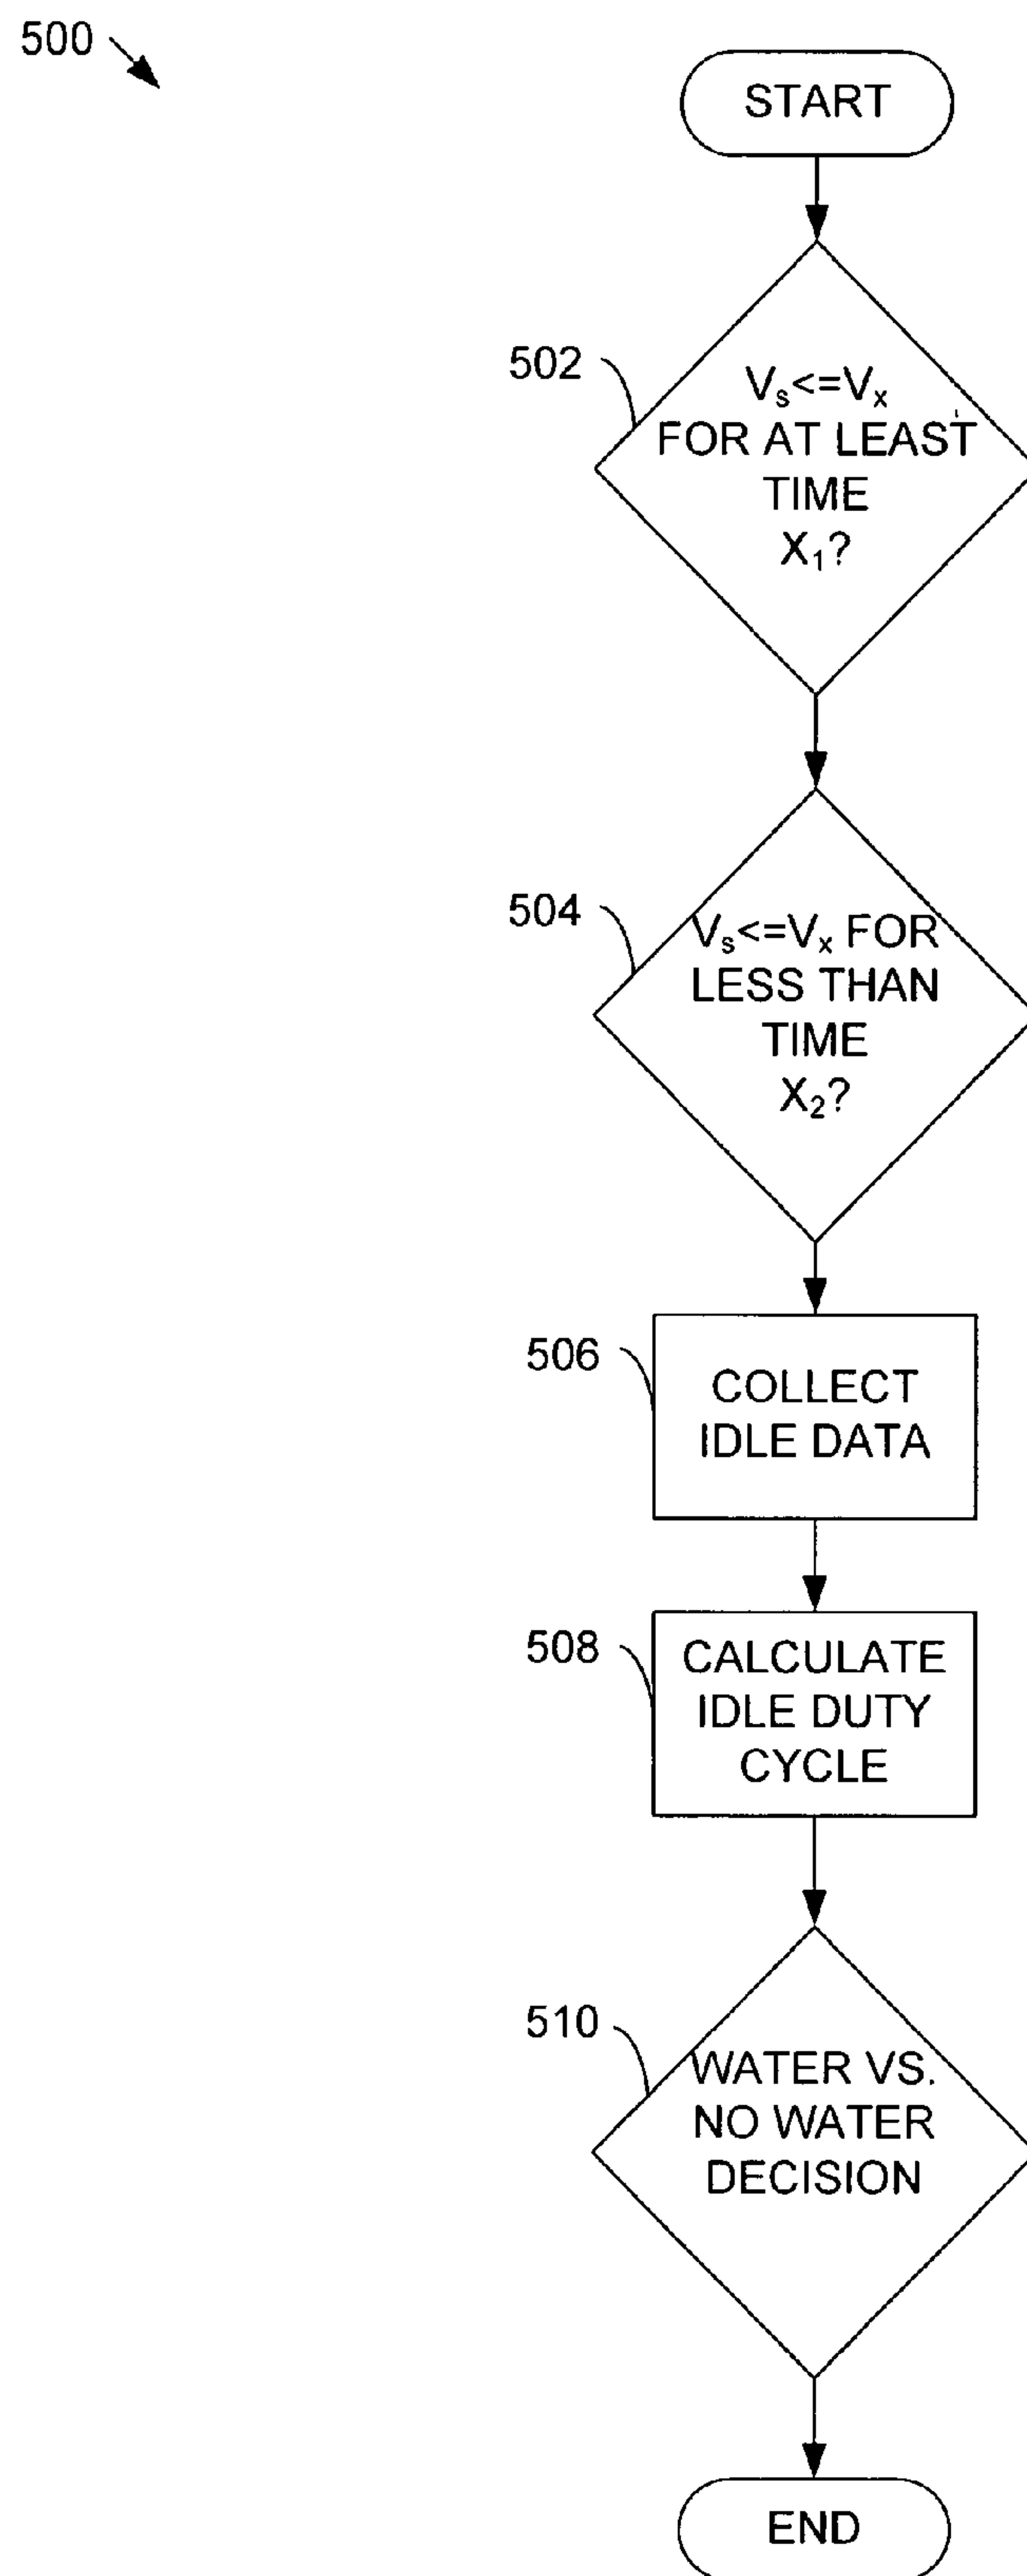 500
START
502
Vₛ<=Vₓ
FOR AT LEAST
TIME
X₁?
504
Vₛ<=Vₓ FOR
LESS THAN
TIME
X₂?
506
COLLECT
IDLE DATA
508
CALCULATE
IDLE DUTY
CYCLE
510
WATER VS.
NO WATER
DECISION
END